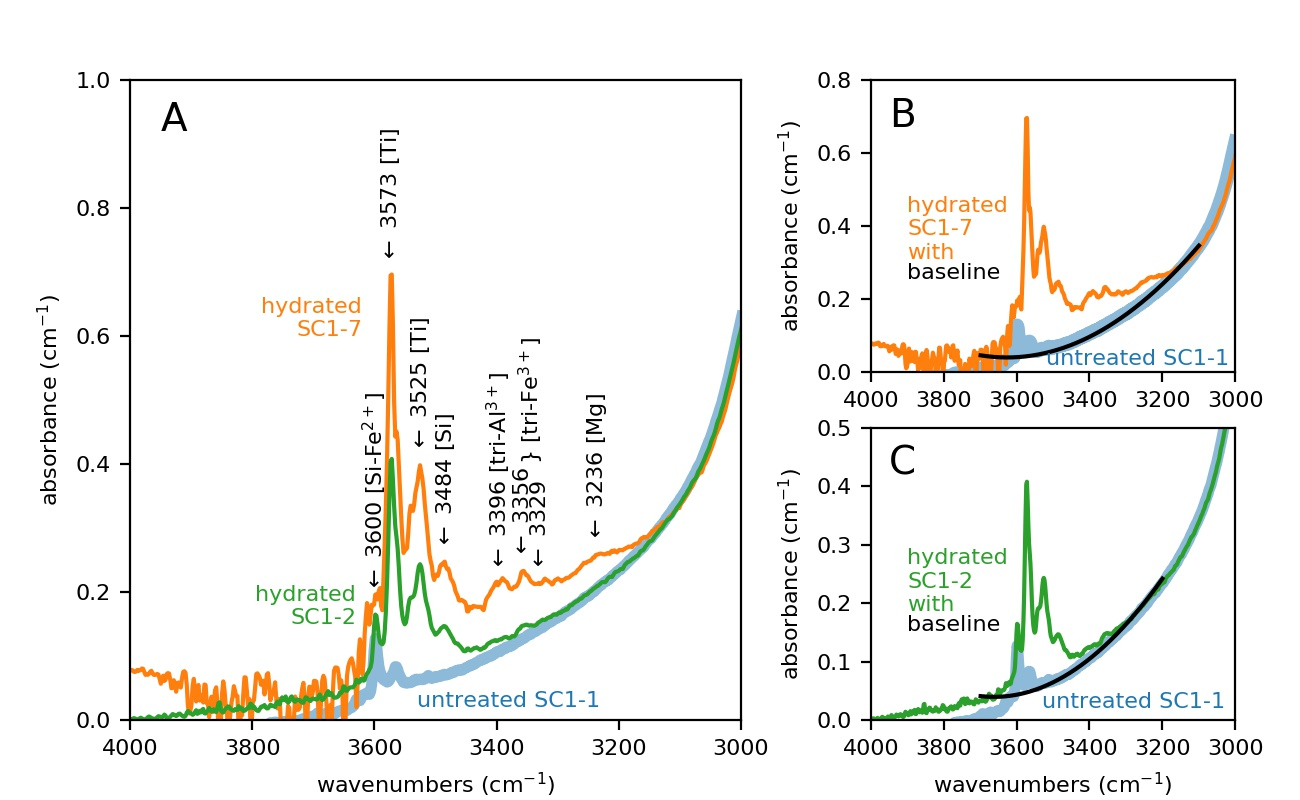 A
1.0
0.8
0.6
0.4
0.2
0.0
absorbance (cm⁻¹)
4000 3800 3600 3400 3200 3000
wavenumbers (cm⁻¹)
hydrated
SC1-7
hydrated
SC1-2
untreated SC1-1
← 3600 [Si-Fe²⁺]
← 3573 [Ti]
← 3525 [Ti]
← 3484 [Si]
← 3396 [tri-Al³⁺]
← 3356 } [tri-Fe³⁺]
← 3329
← 3236 [Mg]
B
0.8
0.6
0.4
0.2
0.0
absorbance (cm⁻¹)
hydrated
SC1-7
with
baseline
untreated SC1-1
4000 3800 3600 3400 3200 3000
C
0.5
0.4
0.3
0.2
0.1
0.0
absorbance (cm⁻¹)
hydrated
SC1-2
with
baseline
untreated SC1-1
4000 3800 3600 3400 3200 3000
wavenumbers (cm⁻¹)